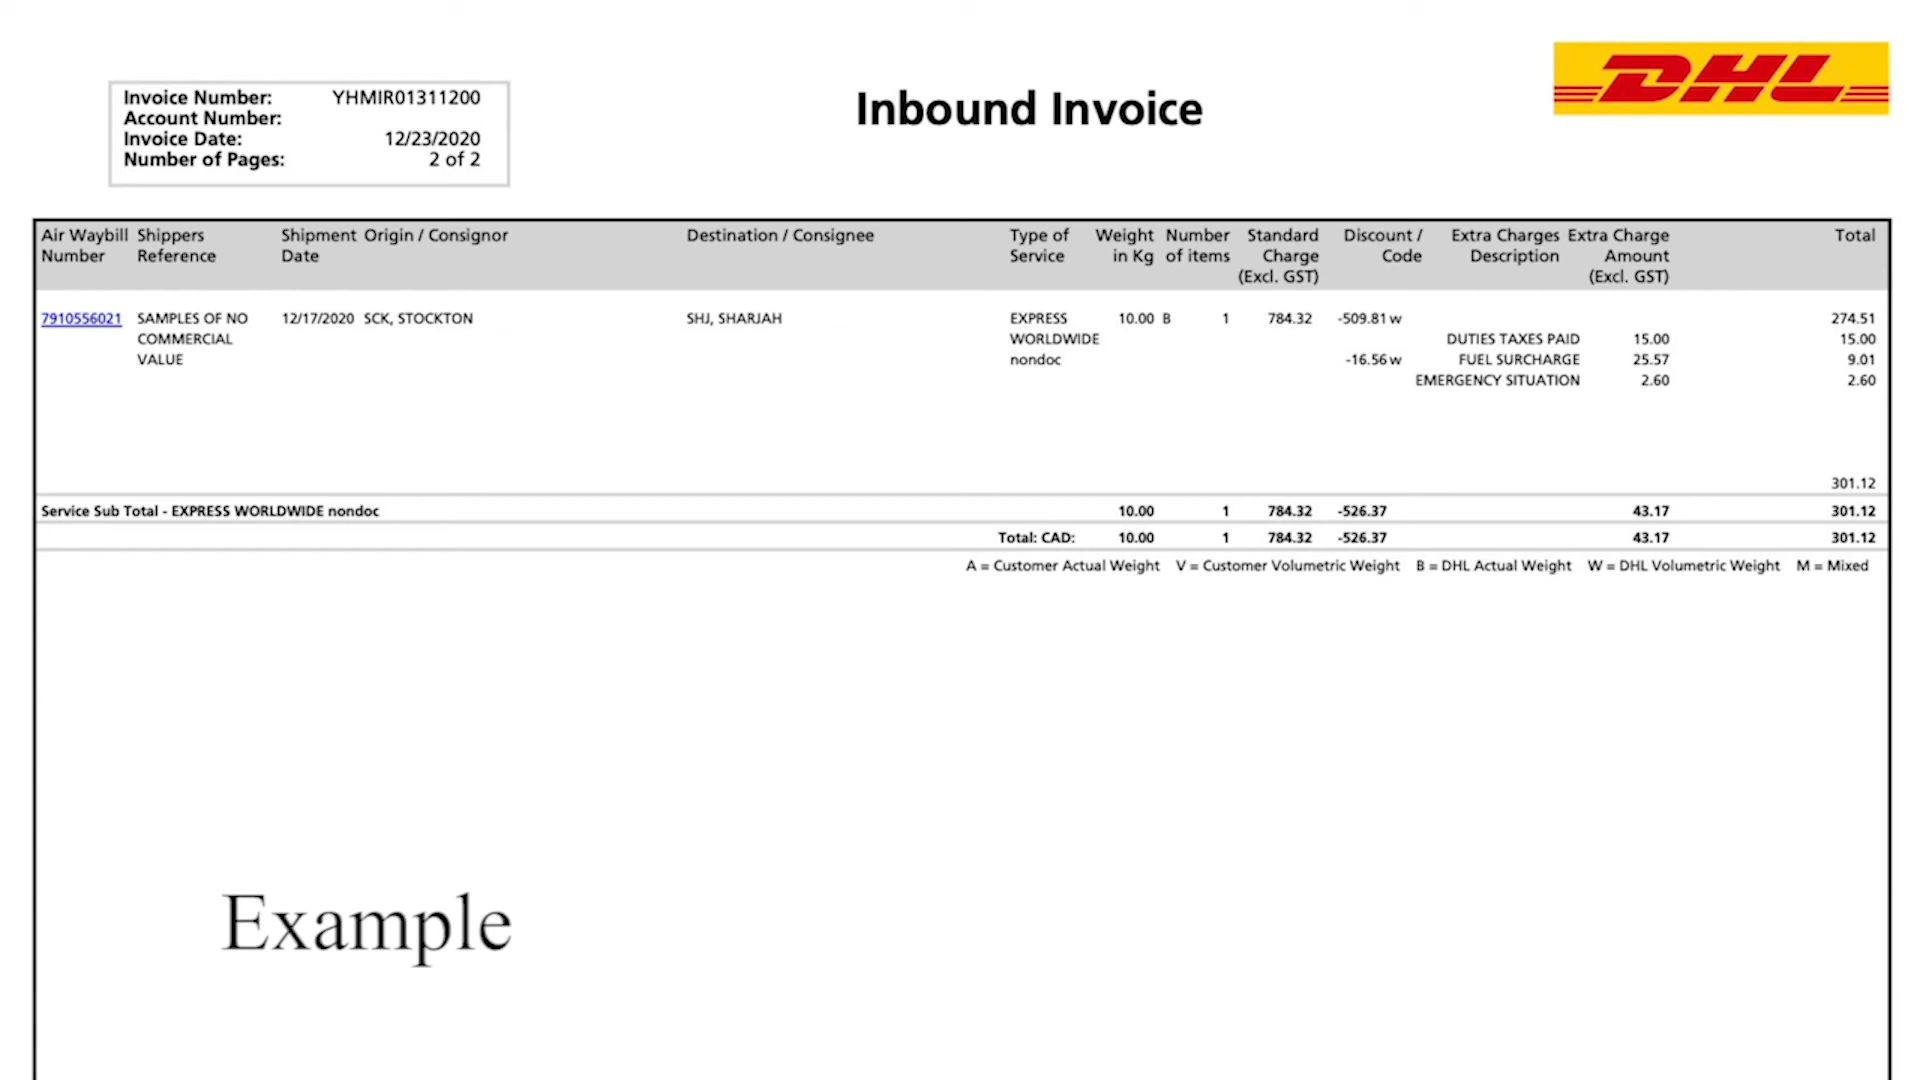 DHL
Invoice Number: YHMIR01311200
Account Number:
Invoice Date: 12/23/2020
Number of Pages: 2 of 2
Inbound Invoice
Air Waybill Shippers Shipment Origin / Consignor Destination / Consignee Type of Weight Number Standard Discount / Extra Charges Extra Charge Total
Number Reference Date Service in Kg of items Charge Code Description Amount
(Excl. GST) (Excl. GST)
7910556021 SAMPLES OF NO 12/17/2020 SCK, STOCKTON SHJ, SHARJAH EXPRESS 10.00 B 1 784.32 -509.81 w 274.51
COMMERCIAL WORLDWIDE DUTIES TAXES PAID 15.00 15.00
VALUE nondoc -16.56 w FUEL SURCHARGE 25.57 9.01
EMERGENCY SITUATION 2.60 2.60
301.12
Service Sub Total - EXPRESS WORLDWIDE nondoc 10.00 1 784.32 -526.37 43.17 301.12
Total: CAD: 10.00 1 784.32 -526.37 43.17 301.12
A = Customer Actual Weight V = Customer Volumetric Weight B = DHL Actual Weight W = DHL Volumetric Weight M = Mixed
Example